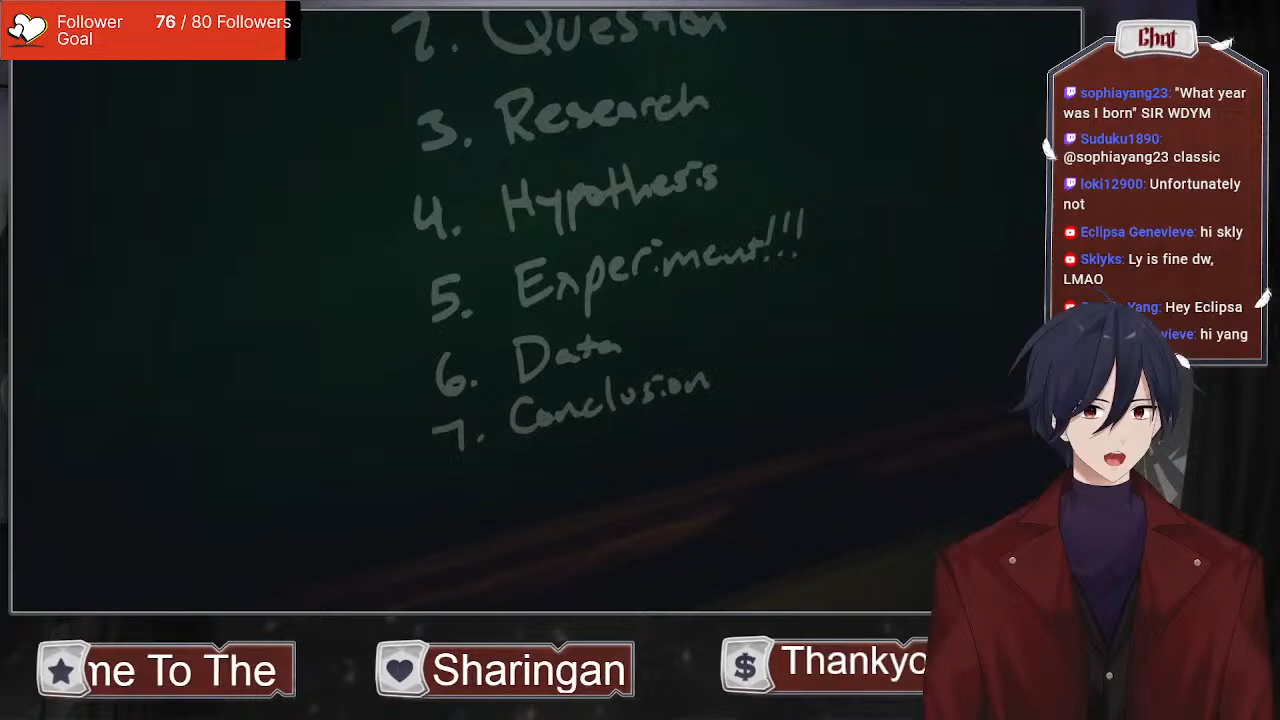 Follower Goal
76 / 80 Followers
2. Question
3. Research
4. Hypothesis
5. Experiment!!!
6. Data
7. Conclusion
Chat
sophiayang23: "What year
was I born" SIR WDYM
Suduku1890:
@sophiayang23 classic
loki12900: Unfortunately
not
Eclipsa Genevieve: hi skly
Sklyks: Ly is fine dw,
LMAO
Yang: Hey Eclipsa
vieve: hi yang
me To The
Sharingan
Thankyo